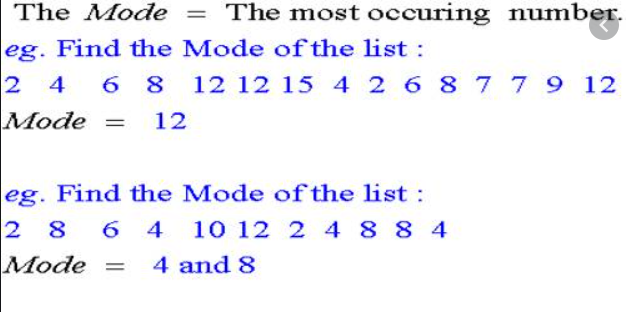 The Mode = The most occuring number.
eg. Find the Mode of the list :
2 4 6 8 12 12 15 4 2 6 8 7 7 9 12
Mode = 12
eg. Find the Mode of the list :
2 8 6 4 10 12 2 4 8 8 4
Mode = 4 and 8